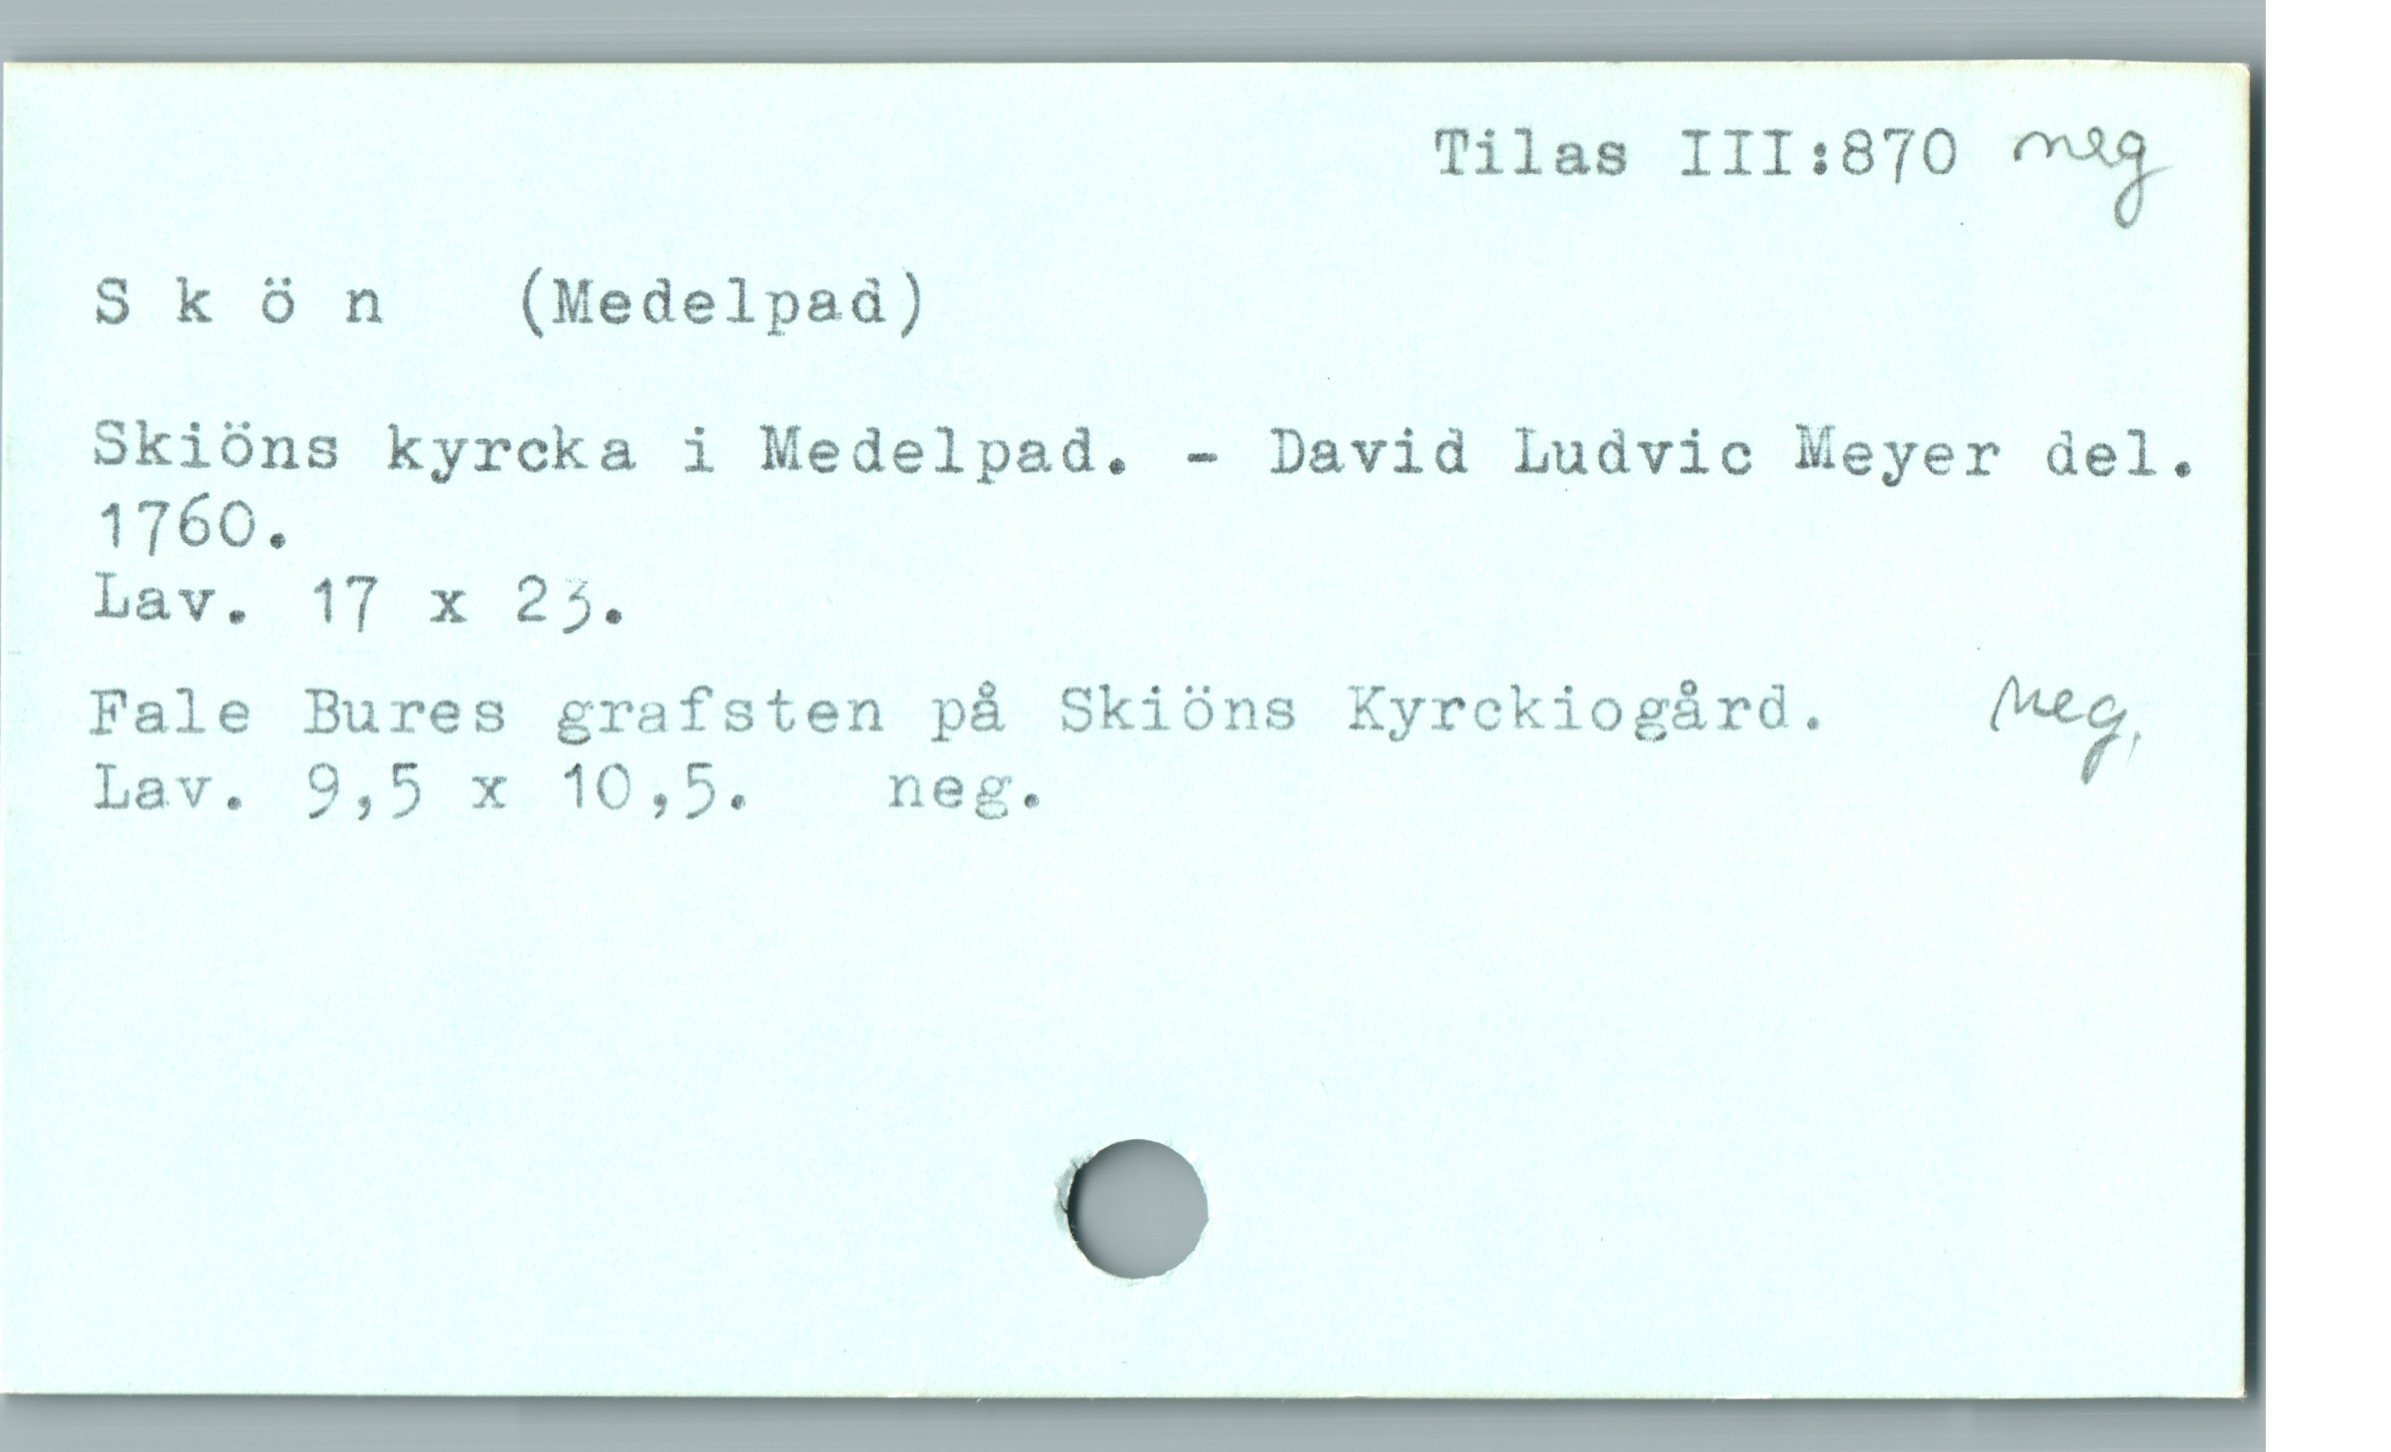 Tilas III:870 neg
S k ö n (Medelpad)
Skiöns kyrcka i Medelpad. - David Ludvic Meyer del.
1760.
Lav. 17 x 23.
Fale Bures grafsten på Skiöns Kyrckiogård. neg.
Lav. 9,5 x 10,5. neg.